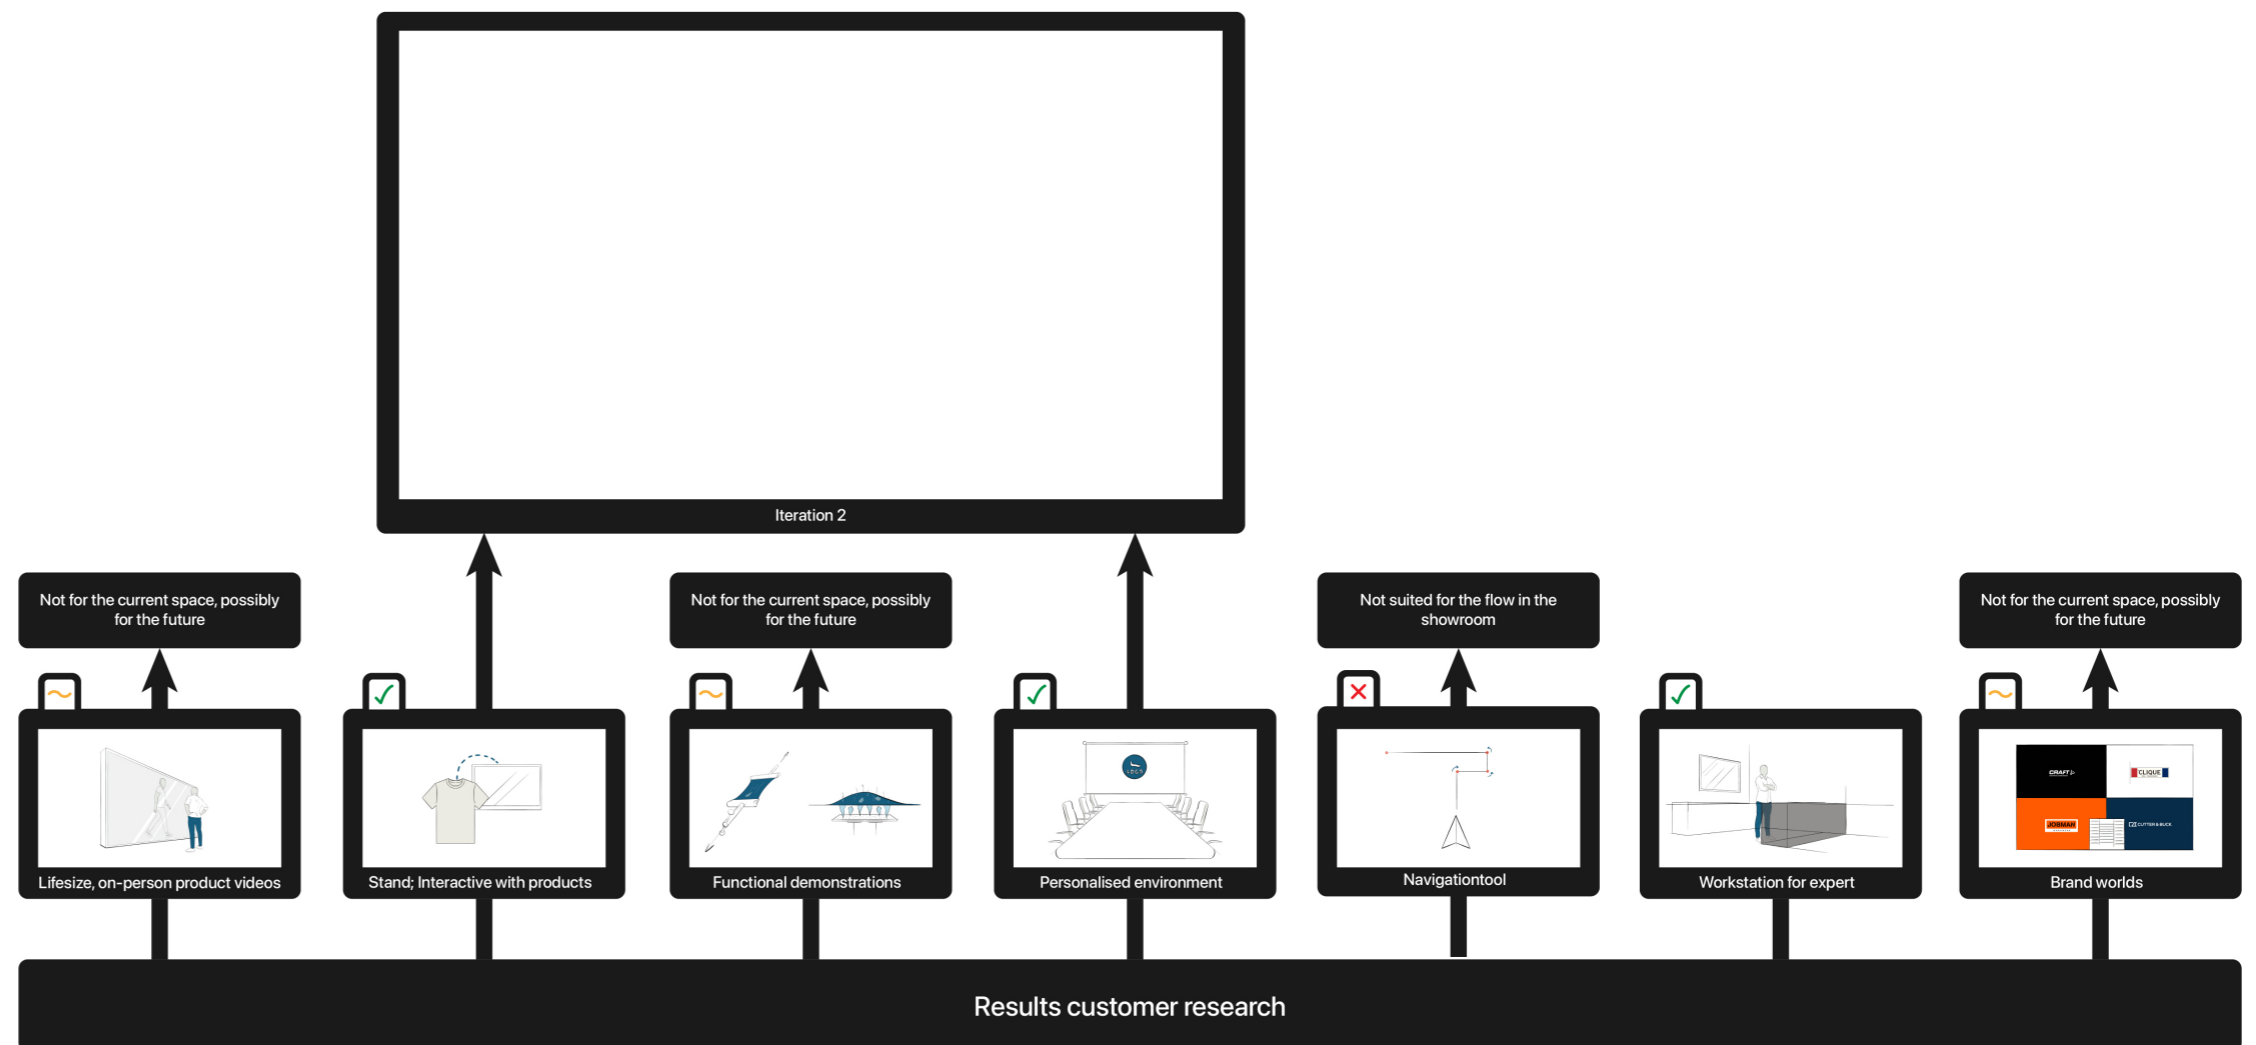 Iteration 2
Not for the current space, possibly
for the future
Not for the current space, possibly
for the future
Not suited for the flow in the
showroom
Not for the current space, possibly
for the future
LOGO
CRAFT
CLIQUE
JOBMAN
CUTTER & BUCK
Lifesize, on-person product videos
Stand; Interactive with products
Functional demonstrations
Personalised environment
Navigationtool
Workstation for expert
Brand worlds
Results customer research